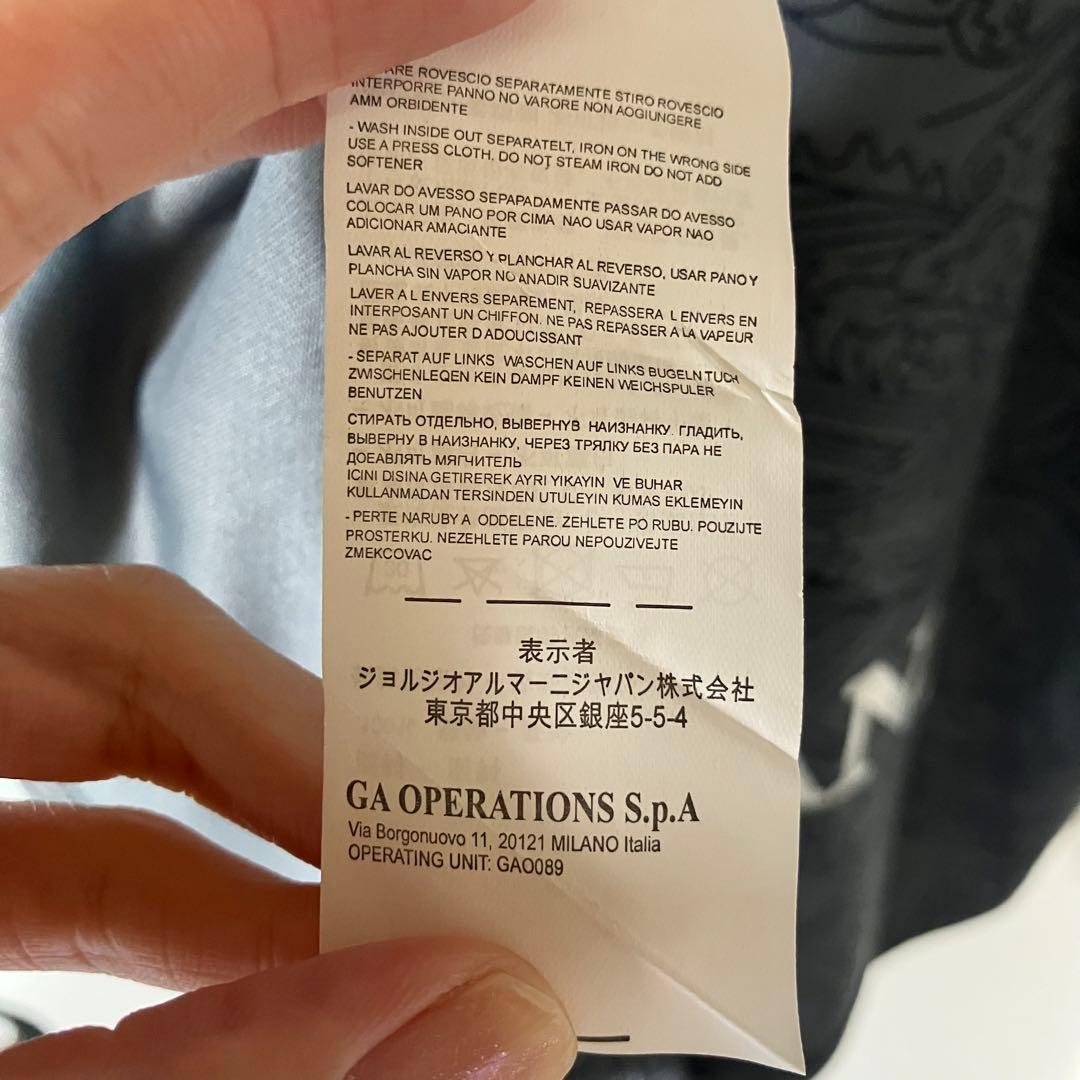 ARE ROVESCIO SEPARATAMENTE STIRO ROVESCIO
INTERPORRE PANNO NO VARORE NON AOGIUNGERE
AMM ORBIDENTE
- WASH INSIDE OUT SEPARATELT, IRON ON THE WRONG SIDE
USE A PRESS CLOTH. DO NOT STEAM IRON DO NOT ADD
SOFTENER
LAVAR DO AVESSO SEPAPADAMENTE PASSAR DO AVESSO
COLOCAR UM PANO POR CIMA NAO USAR VAPOR NAO
ADICIONAR AMACIANTE
LAVAR AL REVERSO Y PLANCHAR AL REVERSO, USAR PANO Y
PLANCHA SIN VAPOR NO ANADIR SUAVIZANTE
LAVER A L ENVERS SEPAREMENT, REPASSERA L ENVERS EN
INTERPOSANT UN CHIFFON. NE PAS REPASSER A LA VAPEUR
NE PAS AJOUTER D ADOUCISSANT
- SEPARAT AUF LINKS WASCHEN AUF LINKS BUGELN TUCH
ZWISCHENLEQEN KEIN DAMPF KEINEN WEICHSPULER
BENUTZEN
СТИРАТЬ ОТДЕЛЬНО, ВЫВЕРНУВ НАИЗНАНКУ. ГЛАДИТЬ,
ВЫВЕРНУ В НАИЗНАНКУ, ЧЕРЕЗ ТРЯЛКУ БЕЗ ПАРА НЕ
ДОЕАВЛЯТЬ МЯГЧИТЕЛЬ
ICINI DISINA GETIREREK AYRI YIKAYIN VE BUHAR
KULLANMADAN TERSINDEN UTULEYIN KUMAS EKLEMEYIN
- PERTE NARUBY A ODDELENE. ZEHLETE PO RUBU. POUZIJTE
PROSTERKU. NEZEHLETE PAROU NEPOUZIVEJTE
ZMEKCOVAC
表示者
ジョルジオアルマーニジャパン株式会社
東京都中央区銀座5-5-4
GA OPERATIONS S.p.A
Via Borgonuovo 11, 20121 MILANO Italia
OPERATING UNIT: GAO089